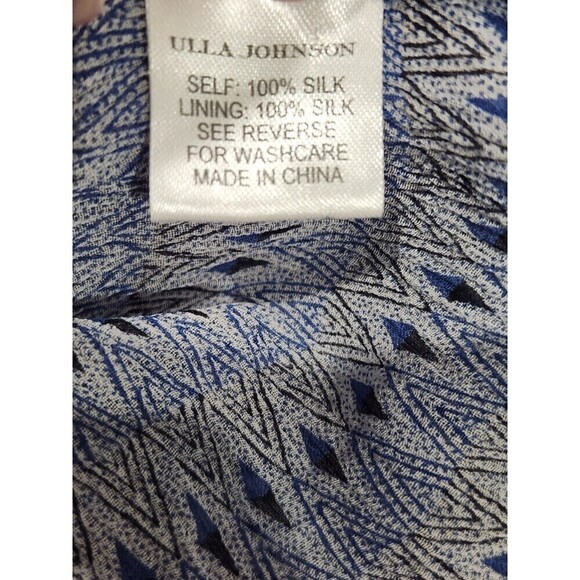 ULLA JOHNSON
SELF: 100% SILK
LINING: 100% SILK
SEE REVERSE
FOR WASHCARE
MADE IN CHINA